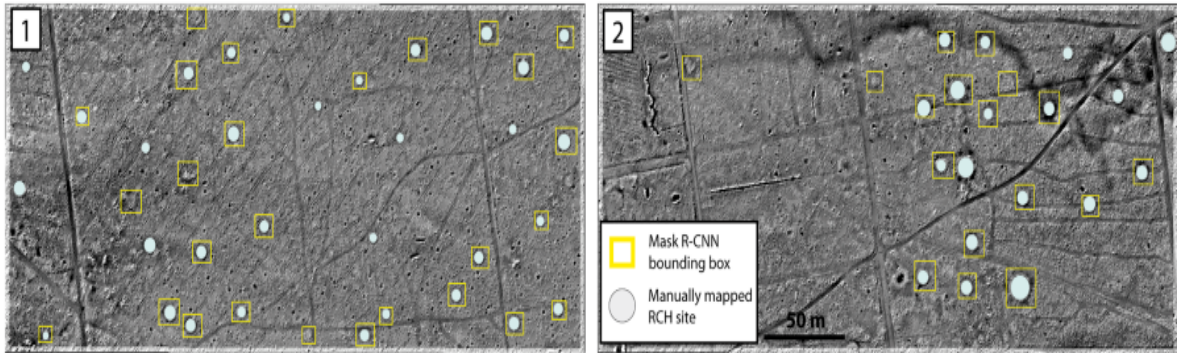 1
2
Mask R-CNN
bounding box
Manually mapped
RCH site
50 m